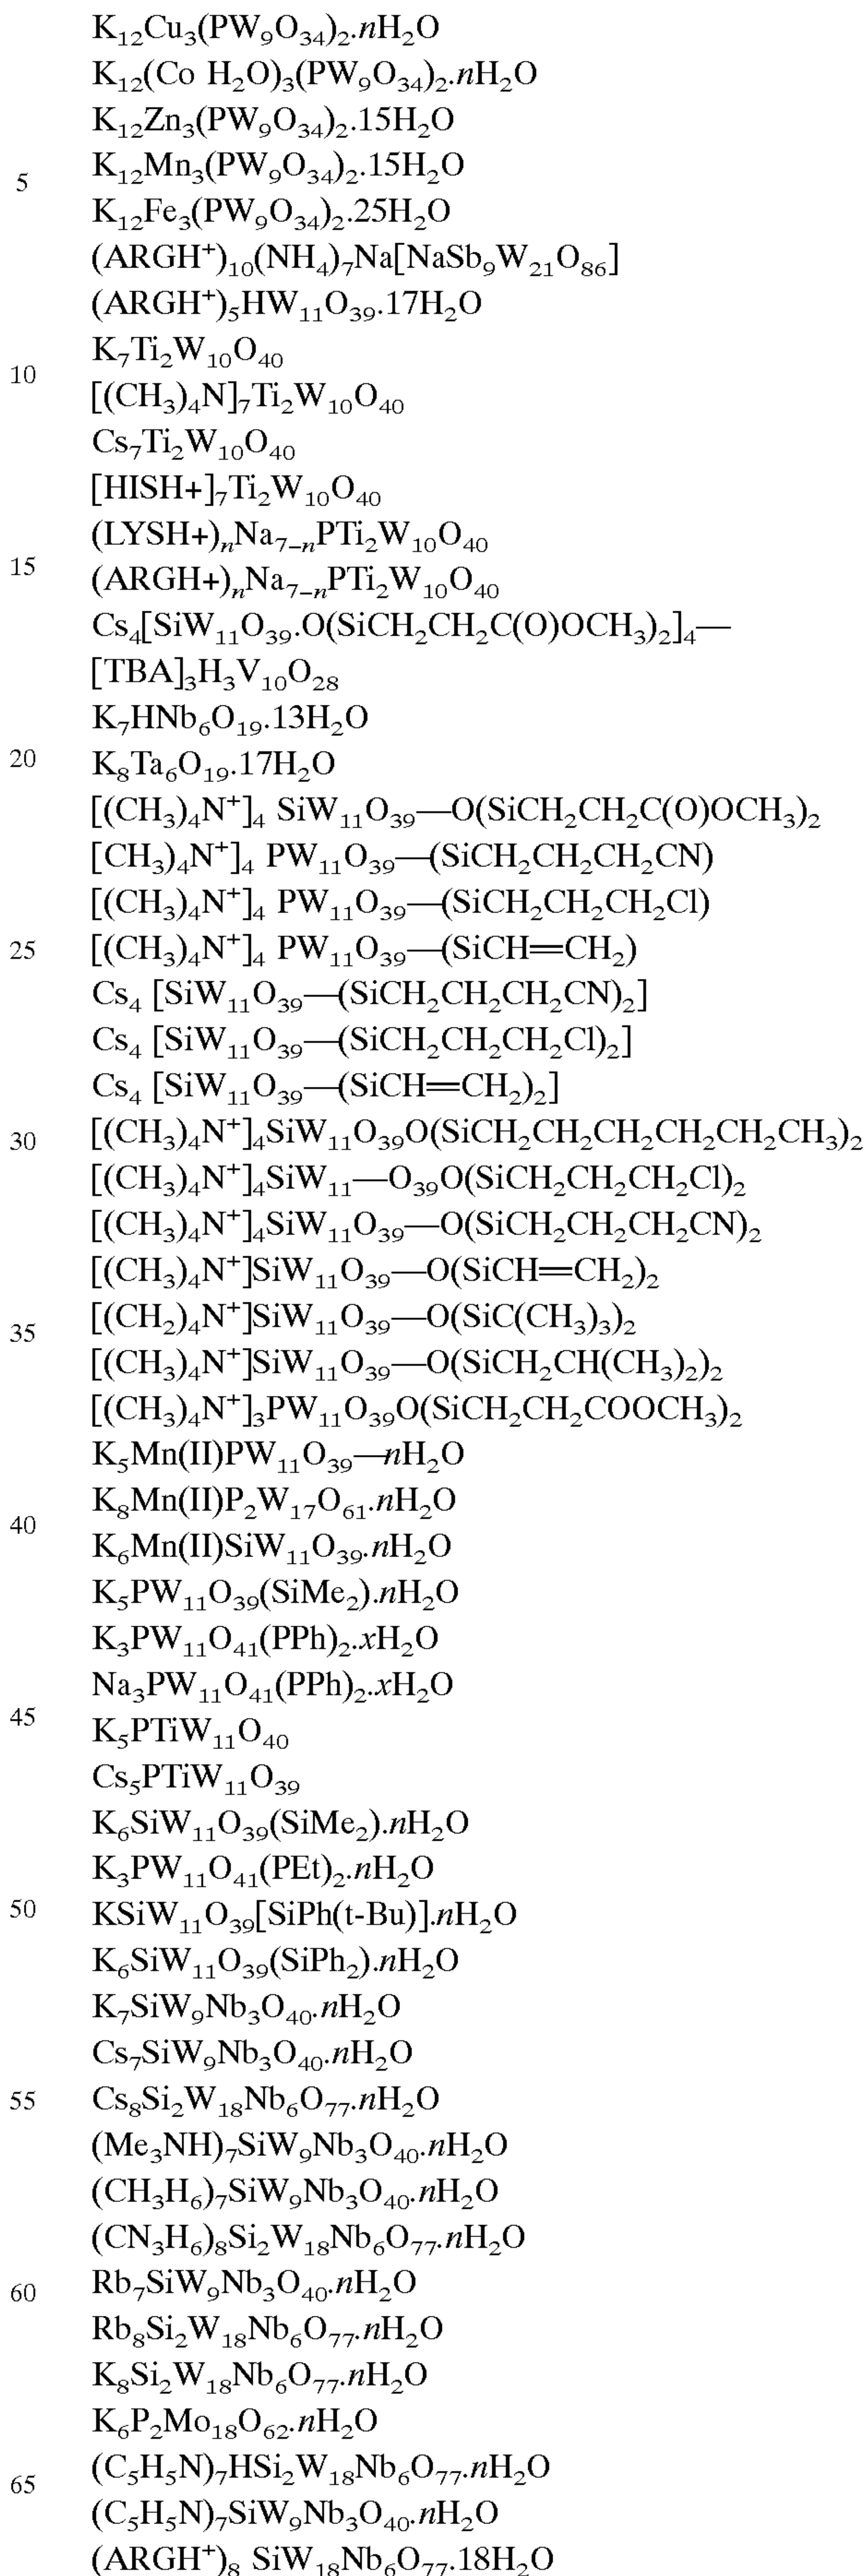 K₁₂Cu₃(PW₉O₃₄)₂.nH₂O
K₁₂(Co H₂O)₃(PW₉O₃₄)₂.nH₂O
K₁₂Zn₃(PW₉O₃₄)₂.15H₂O
5 K₁₂Mn₃(PW₉O₃₄)₂.15H₂O
K₁₂Fe₃(PW₉O₃₄)₂.25H₂O
(ARGH⁺)₁₀(NH₄)₇Na[NaSb₉W₂₁O₈₆]
(ARGH⁺)₅HW₁₁O₃₉.17H₂O
K₇Ti₂W₁₀O₄₀
10 [(CH₃)₄N]₇Ti₂W₁₀O₄₀
Cs₇Ti₂W₁₀O₄₀
[HISH+]₇Ti₂W₁₀O₄₀
(LYSH+)ₙNa₇₋ₙPTi₂W₁₀O₄₀
15 (ARGH+)ₙNa₇₋ₙPTi₂W₁₀O₄₀
Cs₄[SiW₁₁O₃₉.O(SiCH₂CH₂C(O)OCH₃)₂]₄—
[TBA]₃H₃V₁₀O₂₈
K₇HNb₆O₁₉.13H₂O
20 K₈Ta₆O₁₉.17H₂O
[(CH₃)₄N⁺]₄ SiW₁₁O₃₉—O(SiCH₂CH₂C(O)OCH₃)₂
[CH₃)₄N⁺]₄ PW₁₁O₃₉—(SiCH₂CH₂CH₂CN)
[(CH₃)₄N⁺]₄ PW₁₁O₃₉—(SiCH₂CH₂CH₂Cl)
25 [(CH₃)₄N⁺]₄ PW₁₁O₃₉—(SiCH═CH₂)
Cs₄ [SiW₁₁O₃₉—(SiCH₂CH₂CH₂CN)₂]
Cs₄ [SiW₁₁O₃₉—(SiCH₂CH₂CH₂Cl)₂]
Cs₄ [SiW₁₁O₃₉—(SiCH═CH₂)₂]
30 [(CH₃)₄N⁺]₄SiW₁₁O₃₉O(SiCH₂CH₂CH₂CH₂CH₂CH₃)₂
[(CH₃)₄N⁺]₄SiW₁₁—O₃₉O(SiCH₂CH₂CH₂Cl)₂
[(CH₃)₄N⁺]₄SiW₁₁O₃₉—O(SiCH₂CH₂CH₂CN)₂
[(CH₃)₄N⁺]SiW₁₁O₃₉—O(SiCH═CH₂)₂
35 [(CH₂)₄N⁺]SiW₁₁O₃₉—O(SiC(CH₃)₃)₂
[(CH₃)₄N⁺]SiW₁₁O₃₉—O(SiCH₂CH(CH₃)₂)₂
[(CH₃)₄N⁺]₃PW₁₁O₃₉O(SiCH₂CH₂COOCH₃)₂
K₅Mn(II)PW₁₁O₃₉—nH₂O
40 K₈Mn(II)P₂W₁₇O₆₁.nH₂O
K₆Mn(II)SiW₁₁O₃₉.nH₂O
K₅PW₁₁O₃₉(SiMe₂).nH₂O
K₃PW₁₁O₄₁(PPh)₂.xH₂O
Na₃PW₁₁O₄₁(PPh)₂.xH₂O
45 K₅PTiW₁₁O₄₀
Cs₅PTiW₁₁O₃₉
K₆SiW₁₁O₃₉(SiMe₂).nH₂O
K₃PW₁₁O₄₁(PEt)₂.nH₂O
50 KSiW₁₁O₃₉[SiPh(t-Bu)].nH₂O
K₆SiW₁₁O₃₉(SiPh₂).nH₂O
K₇SiW₉Nb₃O₄₀.nH₂O
Cs₇SiW₉Nb₃O₄₀.nH₂O
55 Cs₈Si₂W₁₈Nb₆O₇₇.nH₂O
(Me₃NH)₇SiW₉Nb₃O₄₀.nH₂O
(CH₃H₆)₇SiW₉Nb₃O₄₀.nH₂O
(CN₃H₆)₈Si₂W₁₈Nb₆O₇₇.nH₂O
60 Rb₇SiW₉Nb₃O₄₀.nH₂O
Rb₈Si₂W₁₈Nb₆O₇₇.nH₂O
K₈Si₂W₁₈Nb₆O₇₇.nH₂O
K₆P₂Mo₁₈O₆₂.nH₂O
65 (C₅H₅N)₇HSi₂W₁₈Nb₆O₇₇.nH₂O
(C₅H₅N)₇SiW₉Nb₃O₄₀.nH₂O
(ARGH⁺)₈ SiW₁₈Nb₆O₇₇.18H₂O